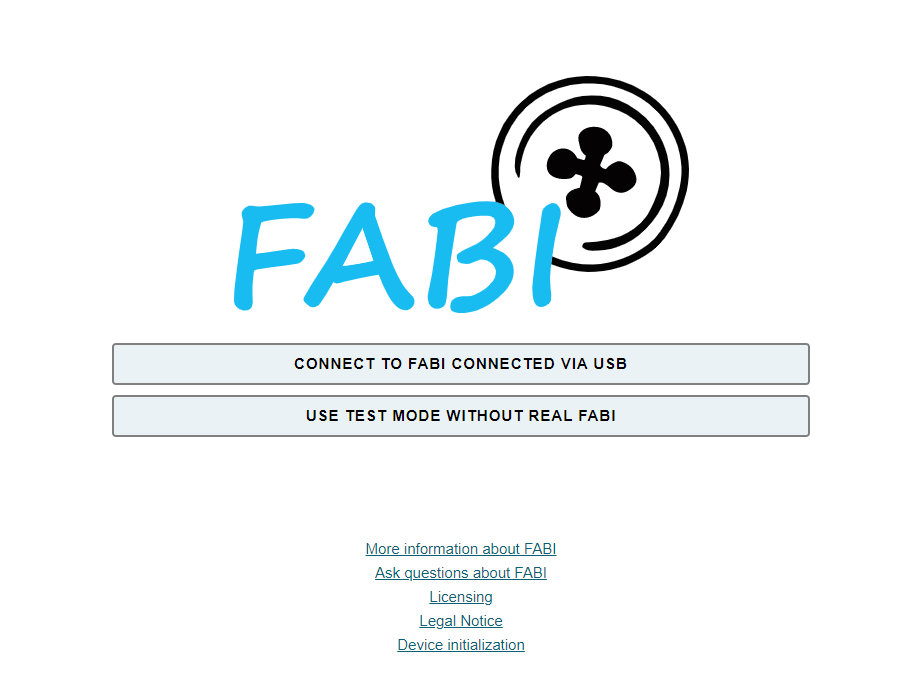 FABI
CONNECT TO FABI CONNECTED VIA USB
USE TEST MODE WITHOUT REAL FABI
More information about FABI
Ask questions about FABI
Licensing
Legal Notice
Device initialization